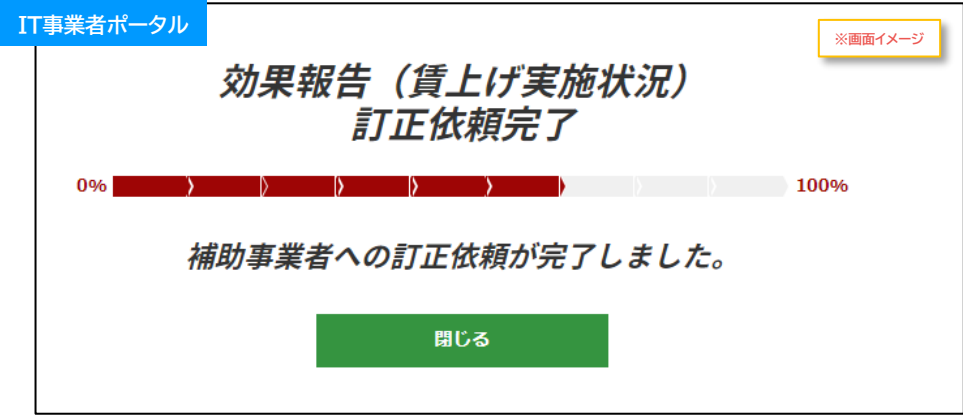 IT事業者ポータル
※画面イメージ
効果報告（賃上げ実施状況）
訂正依頼完了
0% 100%
補助事業者への訂正依頼が完了しました。
閉じる